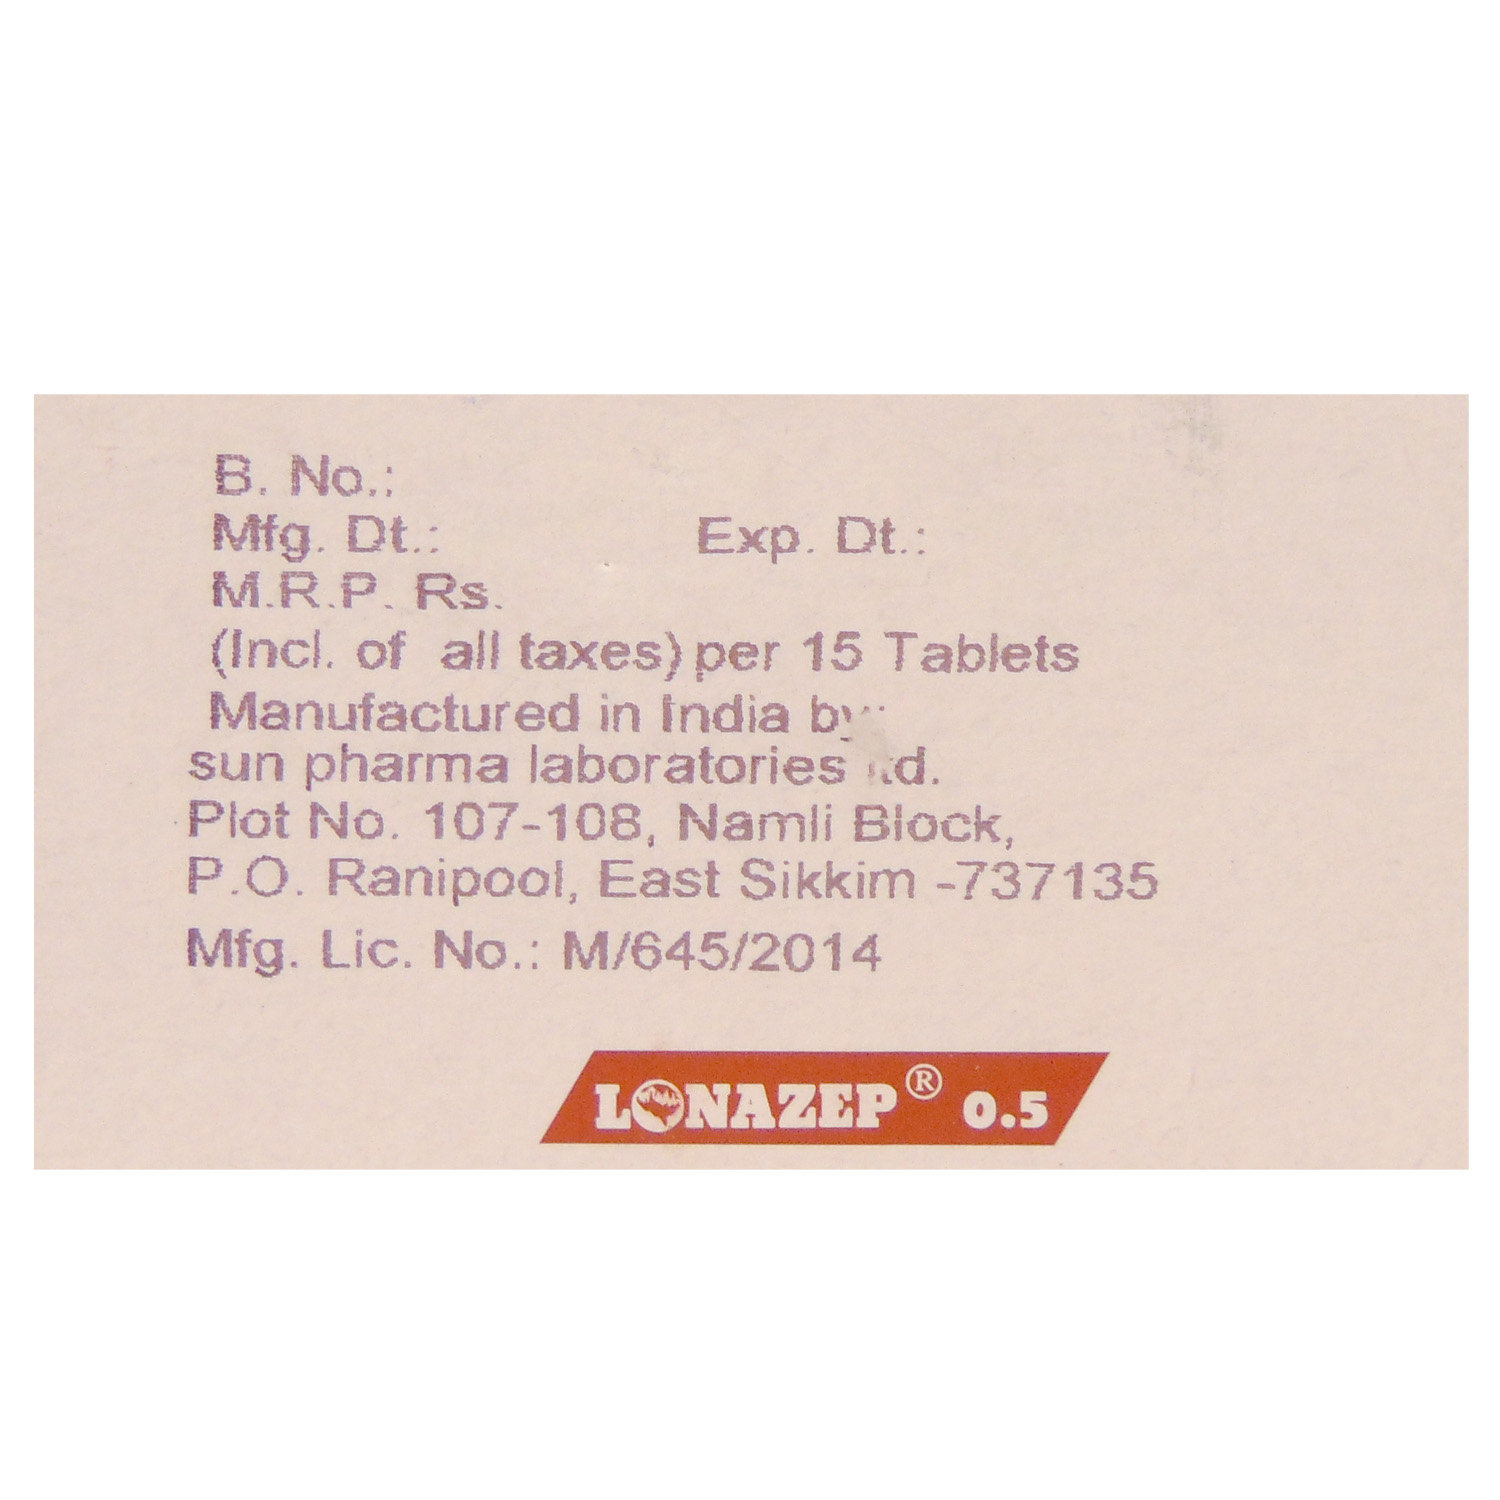 B. No.:
Mfg. Dt.: Exp. Dt.:
M.R.P. Rs.
(Incl. of all taxes) per 15 Tablets
Manufactured in India by:
sun pharma laboratories
Plot No. 107-108, Namli Block,
P.O. Ranipool, East Sikkim -737135
Mfg. Lic. No.: M/645/2014
LONAZEP® 0.5